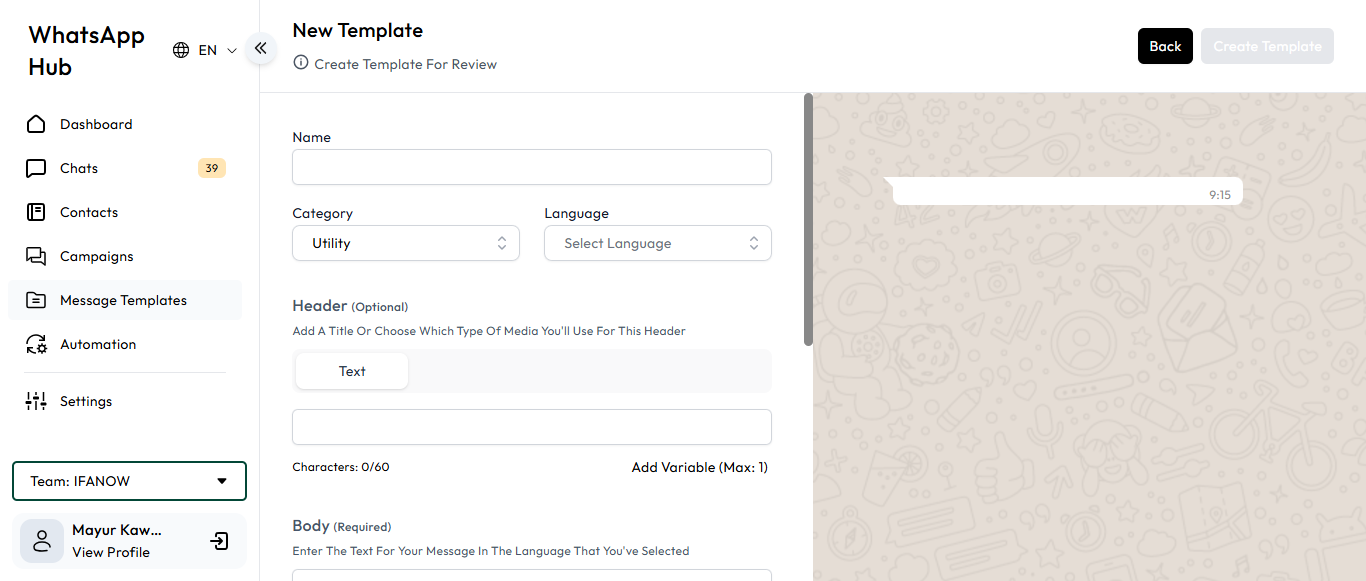 WhatsApp
Hub
EN
Dashboard
Chats
39
Contacts
Campaigns
Message Templates
Automation
Settings
Team: IFANOW
Mayur Kaw...
View Profile
New Template
Create Template For Review
Back
Create Template
Name
Category
Language
Utility
Select Language
Header (Optional)
Add A Title Or Choose Which Type Of Media You'll Use For This Header
Text
Characters: 0/60
Add Variable (Max: 1)
Body (Required)
Enter The Text For Your Message In The Language That You've Selected
9:15